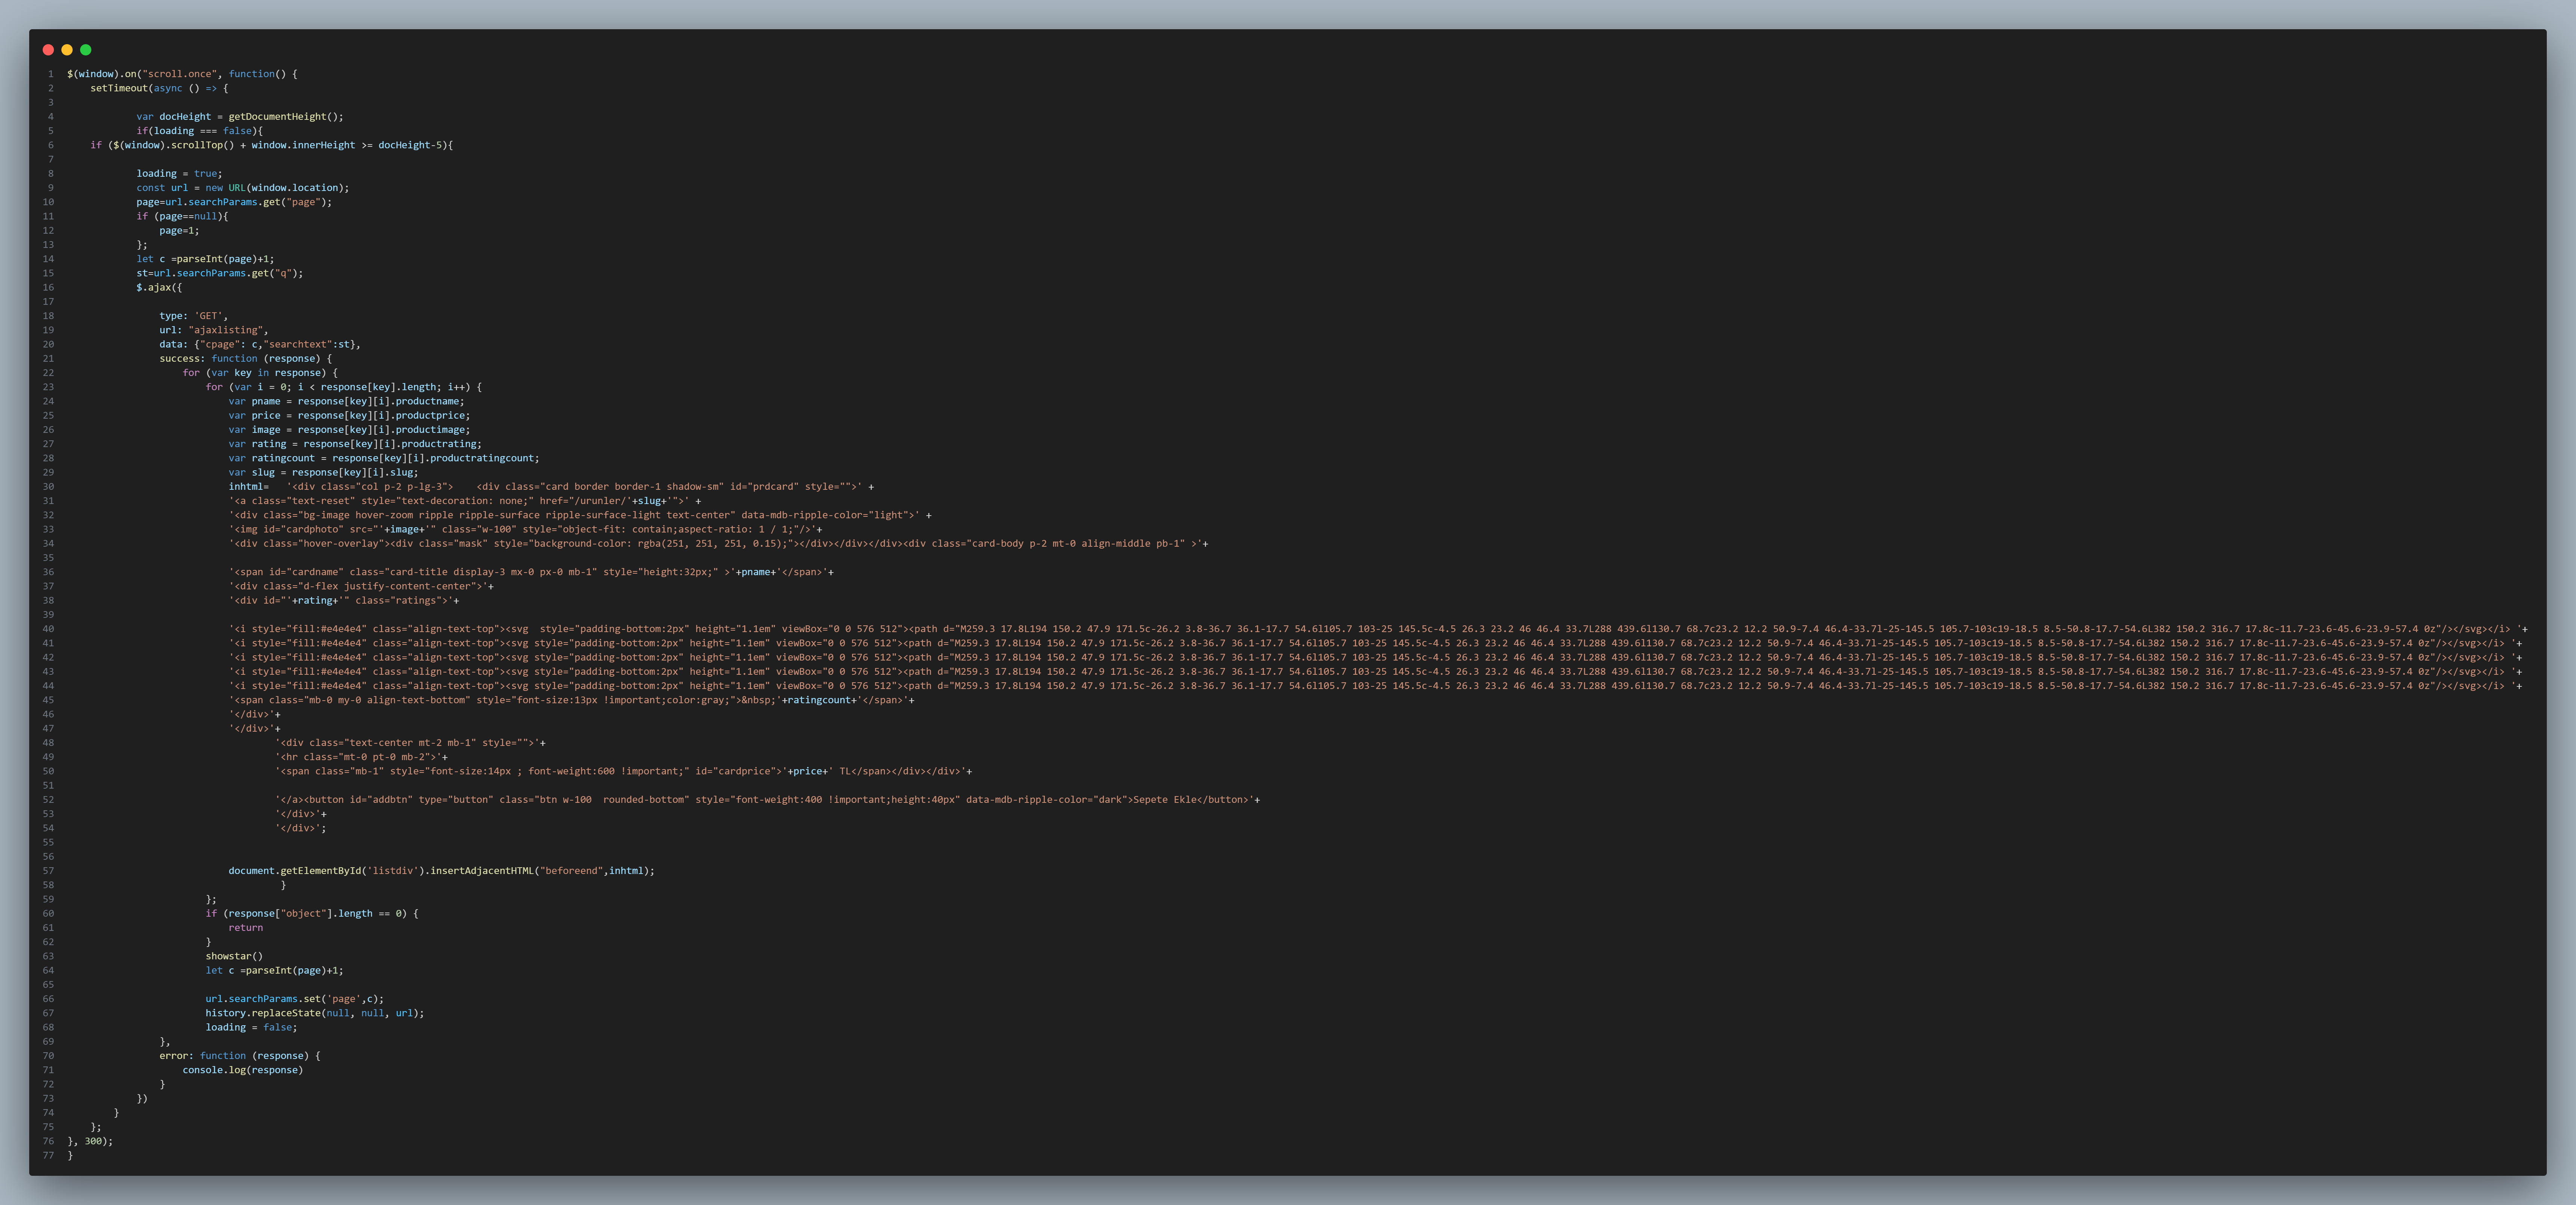 1 $(window).on("scroll.once", function() {
2 setTimeout(async () => {
3
4 var docHeight = getDocumentHeight();
5 if(loading === false){
6 if ($(window).scrollTop() + window.innerHeight >= docHeight-5){
7
8 loading = true;
9 const url = new URL(window.location);
10 page=url.searchParams.get("page");
11 if (page==null){
12 page=1;
13 };
14 let c =parseInt(page)+1;
15 st=url.searchParams.get("q");
16 $.ajax({
17
18 type: 'GET',
19 url: "ajaxlisting",
20 data: {"cpage": c,"searchtext":st},
21 success: function (response) {
22 for (var key in response) {
23 for (var i = 0; i < response[key].length; i++) {
24 var pname = response[key][i].productname;
25 var price = response[key][i].productprice;
26 var image = response[key][i].productimage;
27 var rating = response[key][i].productrating;
28 var ratingcount = response[key][i].productratingcount;
29 var slug = response[key][i].slug;
30 inhtml=   '<div class="col p-2 p-lg-3">    <div class="card border border-1 shadow-sm" id="prdcard" style="">' +
31 '<a class="text-reset" style="text-decoration: none;" href="/urunler/'+slug+'">' +
32 '<div class="bg-image hover-zoom ripple ripple-surface ripple-surface-light text-center" data-mdb-ripple-color="light">' +
33 '<img id="cardphoto" src="'+image+'" class="w-100" style="object-fit: contain;aspect-ratio: 1 / 1;"/>'+
34 '<div class="hover-overlay"><div class="mask" style="background-color: rgba(251, 251, 251, 0.15);"></div></div></div><div class="card-body p-2 mt-0 align-middle pb-1" >'+
35
36 '<span id="cardname" class="card-title display-3 mx-0 px-0 mb-1" style="height:32px;" >'+pname+'</span>'+
37 '<div class="d-flex justify-content-center">'+
38 '<div id="'+rating+'" class="ratings">'+
39
40 '<i style="fill:#e4e4e4" class="align-text-top"><svg  style="padding-bottom:2px" height="1.1em" viewBox="0 0 576 512"><path d="M259.3 17.8L194 150.2 47.9 171.5c-26.2 3.8-36.7 36.1-17.7 54.6l105.7 103-25 145.5c-4.5 26.3 23.2 46 46.4 33.7L288 439.6l130.7 68.7c23.2 12.2 50.9-7.4 46.4-33.7l-25-145.5 105.7-103c19-18.5 8.5-50.8-17.7-54.6L382 150.2 316.7 17.8c-11.7-23.6-45.6-23.9-57.4 0z"/></svg></i> '+
41 '<i style="fill:#e4e4e4" class="align-text-top"><svg style="padding-bottom:2px" height="1.1em" viewBox="0 0 576 512"><path d="M259.3 17.8L194 150.2 47.9 171.5c-26.2 3.8-36.7 36.1-17.7 54.6l105.7 103-25 145.5c-4.5 26.3 23.2 46 46.4 33.7L288 439.6l130.7 68.7c23.2 12.2 50.9-7.4 46.4-33.7l-25-145.5 105.7-103c19-18.5 8.5-50.8-17.7-54.6L382 150.2 316.7 17.8c-11.7-23.6-45.6-23.9-57.4 0z"/></svg></i> '+
42 '<i style="fill:#e4e4e4" class="align-text-top"><svg style="padding-bottom:2px" height="1.1em" viewBox="0 0 576 512"><path d="M259.3 17.8L194 150.2 47.9 171.5c-26.2 3.8-36.7 36.1-17.7 54.6l105.7 103-25 145.5c-4.5 26.3 23.2 46 46.4 33.7L288 439.6l130.7 68.7c23.2 12.2 50.9-7.4 46.4-33.7l-25-145.5 105.7-103c19-18.5 8.5-50.8-17.7-54.6L382 150.2 316.7 17.8c-11.7-23.6-45.6-23.9-57.4 0z"/></svg></i> '+
43 '<i style="fill:#e4e4e4" class="align-text-top"><svg style="padding-bottom:2px" height="1.1em" viewBox="0 0 576 512"><path d="M259.3 17.8L194 150.2 47.9 171.5c-26.2 3.8-36.7 36.1-17.7 54.6l105.7 103-25 145.5c-4.5 26.3 23.2 46 46.4 33.7L288 439.6l130.7 68.7c23.2 12.2 50.9-7.4 46.4-33.7l-25-145.5 105.7-103c19-18.5 8.5-50.8-17.7-54.6L382 150.2 316.7 17.8c-11.7-23.6-45.6-23.9-57.4 0z"/></svg></i> '+
44 '<i style="fill:#e4e4e4" class="align-text-top"><svg style="padding-bottom:2px" height="1.1em" viewBox="0 0 576 512"><path d="M259.3 17.8L194 150.2 47.9 171.5c-26.2 3.8-36.7 36.1-17.7 54.6l105.7 103-25 145.5c-4.5 26.3 23.2 46 46.4 33.7L288 439.6l130.7 68.7c23.2 12.2 50.9-7.4 46.4-33.7l-25-145.5 105.7-103c19-18.5 8.5-50.8-17.7-54.6L382 150.2 316.7 17.8c-11.7-23.6-45.6-23.9-57.4 0z"/></svg></i> '+
45 '<span class="mb-0 my-0 align-text-bottom" style="font-size:13px !important;color:gray;">&nbsp;'+ratingcount+'</span>'+
46 '</div>'+
47 '</div>'+
48 '<div class="text-center mt-2 mb-1" style="">'+
49 '<hr class="mt-0 pt-0 mb-2">'+
50 '<span class="mb-1" style="font-size:14px ; font-weight:600 !important;" id="cardprice">'+price+' TL</span></div></div>'+
51
52 '</a><button id="addbtn" type="button" class="btn w-100  rounded-bottom" style="font-weight:400 !important;height:40px" data-mdb-ripple-color="dark">Sepete Ekle</button>'+
53 '</div>'+
54 '</div>';
55
56
57 document.getElementById('listdiv').insertAdjacentHTML("beforeend",inhtml);
58 }
59 };
60 if (response["object"].length == 0) {
61 return
62 }
63 showstar()
64 let c =parseInt(page)+1;
65
66 url.searchParams.set('page',c);
67 history.replaceState(null, null, url);
68 loading = false;
69 },
70 error: function (response) {
71 console.log(response)
72 }
73 })
74 }
75 };
76 }, 300);
77 }